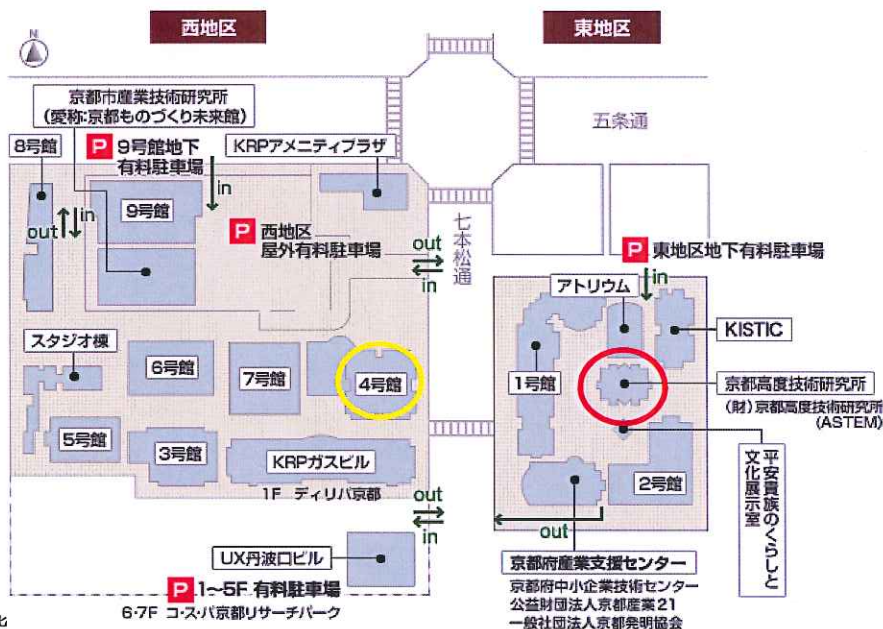 西地区
東地区
N
京都市産業技術研究所
(愛称:京都ものづくり未来館)
五条通
8号館
P 9号館地下
有料駐車場
KRPアメニティプラザ
in
9号館
out
in
P 西地区
屋外有料駐車場
七本松通
out
in
P 東地区地下有料駐車場
in
アトリウム
KISTIC
スタジオ棟
6号館
7号館
4号館
1号館
京都高度技術研究所
(財)京都高度技術研究所
(ASTEM)
5号館
3号館
KRPガスビル
1F ディリパ京都
2号館
平安貴族のくらしと
文化展示室
out
in
out
UX丹波口ビル
P 1~5F 有料駐車場
6・7F コ・ス・パ京都リサーチパーク
京都府産業支援センター
京都府中小企業技術センター
公益財団法人京都産業21
一般社団法人京都発明協会